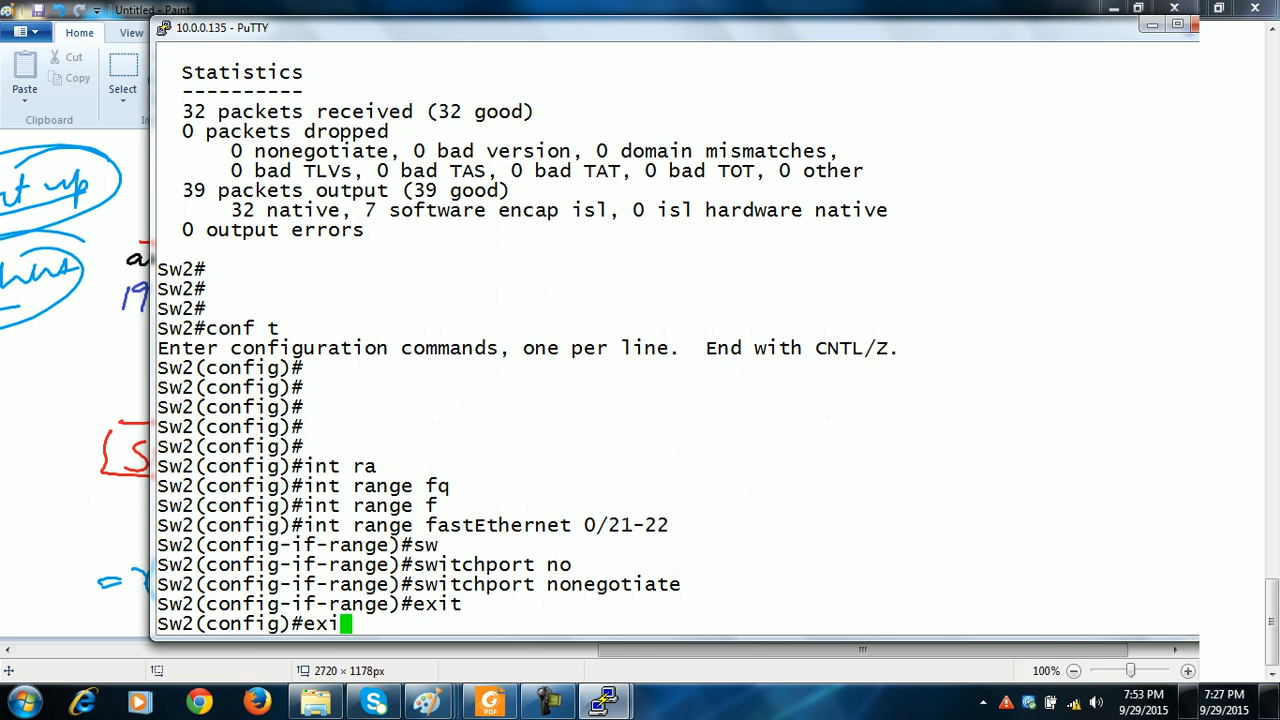 Untitled - Paint
Home
View
Cut
Copy
Paste
Select
Clipboard
10.0.0.135 - PuTTY
Statistics
----------
32 packets received (32 good)
0 packets dropped
0 nonegotiate, 0 bad version, 0 domain mismatches,
0 bad TLVs, 0 bad TAS, 0 bad TAT, 0 bad TOT, 0 other
39 packets output (39 good)
32 native, 7 software encap isl, 0 isl hardware native
0 output errors
Sw2#
Sw2#
Sw2#
Sw2#conf t
Enter configuration commands, one per line.  End with CNTL/Z.
Sw2(config)#
Sw2(config)#
Sw2(config)#
Sw2(config)#
Sw2(config)#
Sw2(config)#int ra
Sw2(config)#int range fq
Sw2(config)#int range f
Sw2(config)#int range fastEthernet 0/21-22
Sw2(config-if-range)#sw
Sw2(config-if-range)#switchport no
Sw2(config-if-range)#switchport nonegotiate
Sw2(config-if-range)#exit
Sw2(config)#exi
2720 × 1178px
100%
PDF
7:53 PM
9/29/2015
7:27 PM
9/29/2015